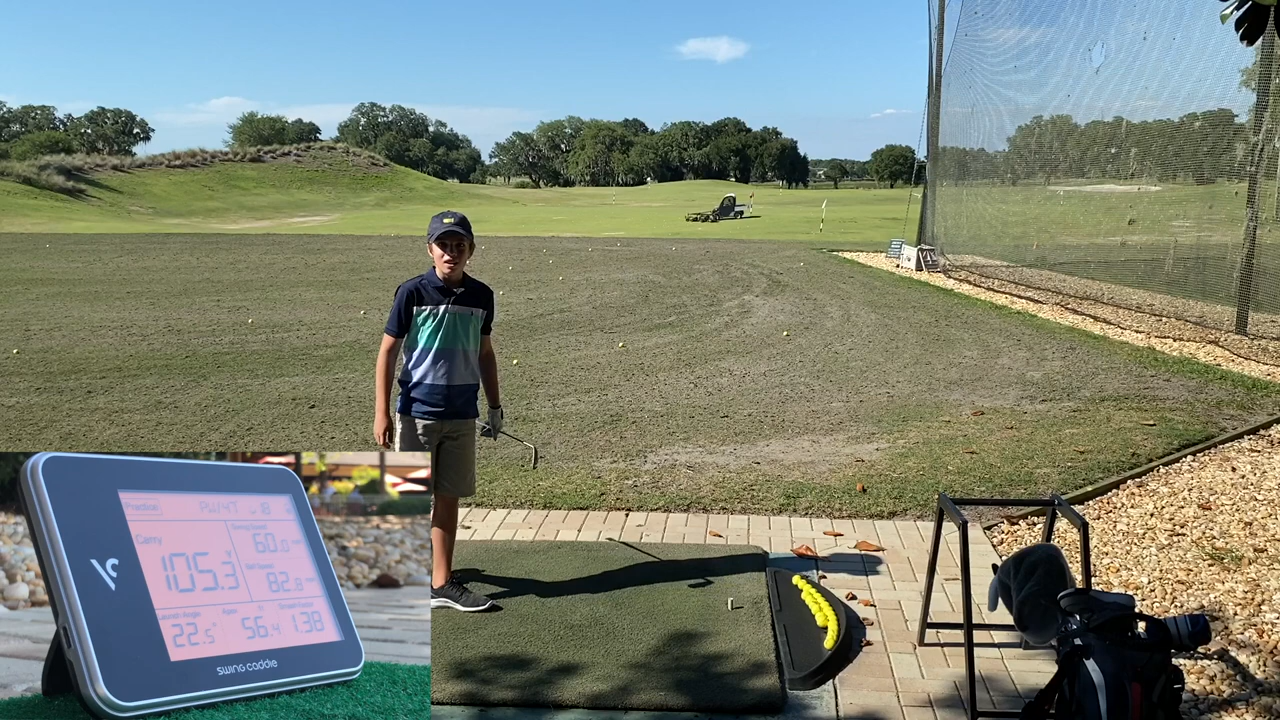 Practice PW/47
Carry
105.3
Swing Speed
60.0
Ball Speed
82.8
Launch Angle
22.5°
Apex
56.4
Smash Factor
1.38
swing caddie